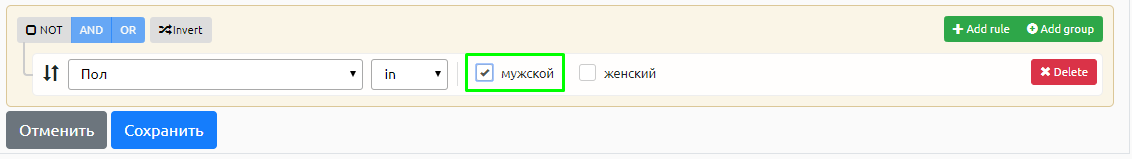 NOT AND OR Invert Add rule Add group
Пол in мужской женский Delete
Отменить Сохранить